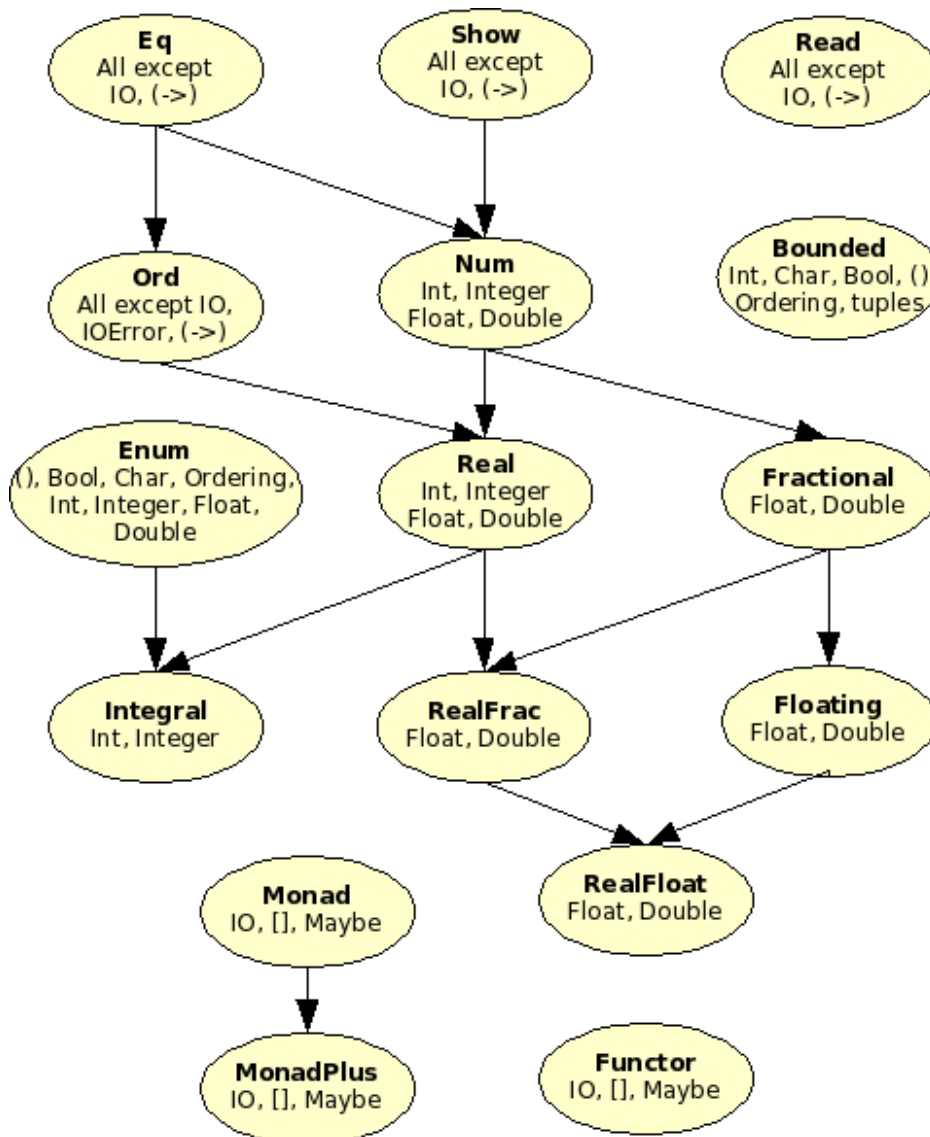 Eq
All except
IO, (->)
Show
All except
IO, (->)
Read
All except
IO, (->)
Ord
All except IO,
IOError, (->)
Num
Int, Integer
Float, Double
Bounded
Int, Char, Bool, ()
Ordering, tuples
Enum
(), Bool, Char, Ordering,
Int, Integer, Float,
Double
Real
Int, Integer
Float, Double
Fractional
Float, Double
Integral
Int, Integer
RealFrac
Float, Double
Floating
Float, Double
Monad
IO, [], Maybe
RealFloat
Float, Double
MonadPlus
IO, [], Maybe
Functor
IO, [], Maybe